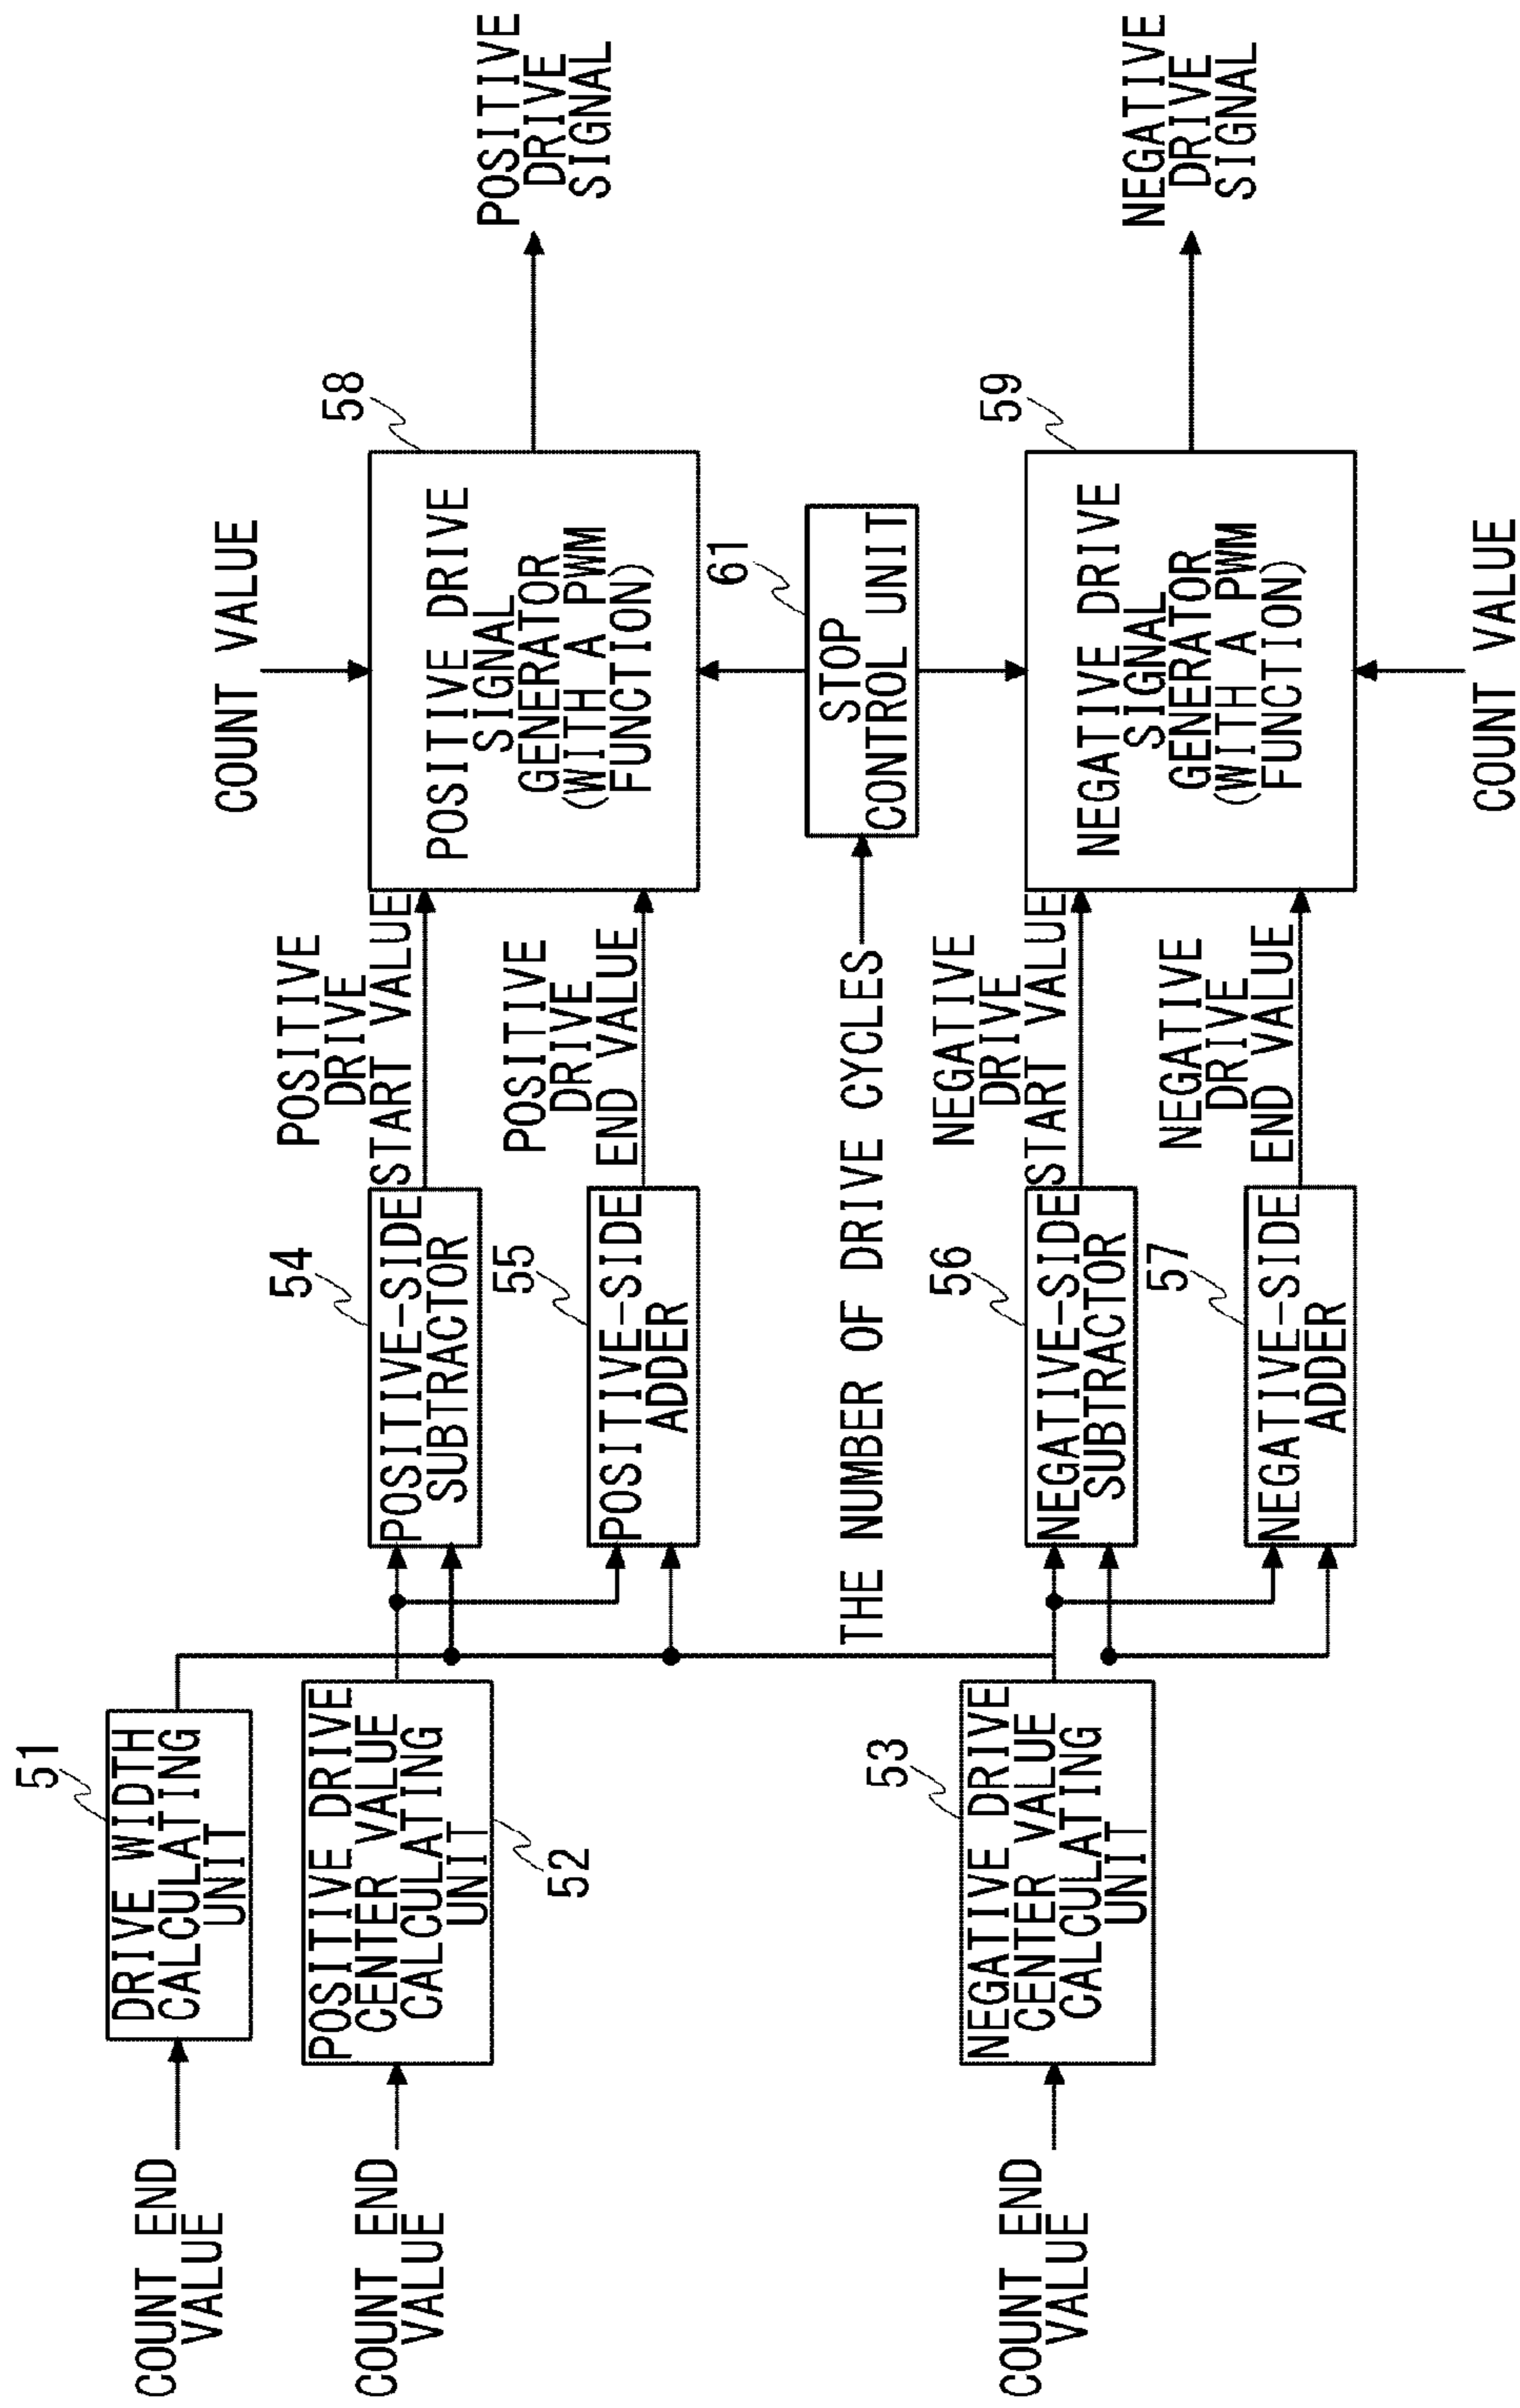 COUNT END
VALUE
51
DRIVE WIDTH
CALCULATING
UNIT
COUNT END
VALUE
POSITIVE DRIVE
CENTER VALUE
CALCULATING
UNIT
52
COUNT END
VALUE
53
NEGATIVE DRIVE
CENTER VALUE
CALCULATING
UNIT
54
POSITIVE-SIDE
SUBTRACTOR
55
POSITIVE-SIDE
ADDER
THE NUMBER OF DRIVE CYCLES
56
NEGATIVE-SIDE
SUBTRACTOR
57
NEGATIVE-SIDE
ADDER
POSITIVE
DRIVE
START VALUE
POSITIVE
DRIVE
END VALUE
NEGATIVE
DRIVE
START VALUE
NEGATIVE
DRIVE
END VALUE
COUNT VALUE
58
POSITIVE DRIVE
SIGNAL
GENERATOR
(WITH A PWM
FUNCTION)
61
STOP
CONTROL UNIT
59
NEGATIVE DRIVE
SIGNAL
GENERATOR
(WITH A PWM
FUNCTION)
COUNT VALUE
POSITIVE
DRIVE
SIGNAL
NEGATIVE
DRIVE
SIGNAL